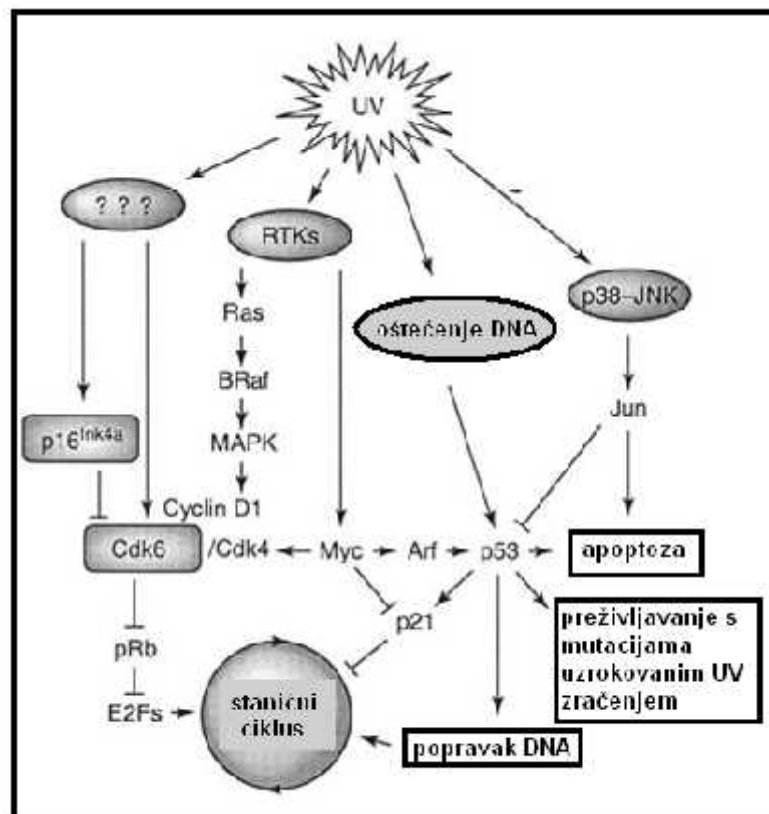 UV
? ? ?
RTKs
p38–JNK
oštećenje DNA
Ras
BRaf
MAPK
Cyclin D1
Jun
p16Ink4a
Cdk6
/Cdk4
Myc
Arf
p53
apoptoza
p21
pRb
E2Fs
stanični
ciklus
preživljavanje s
mutacijama
uzrokovanim UV
zračenjem
popravak DNA